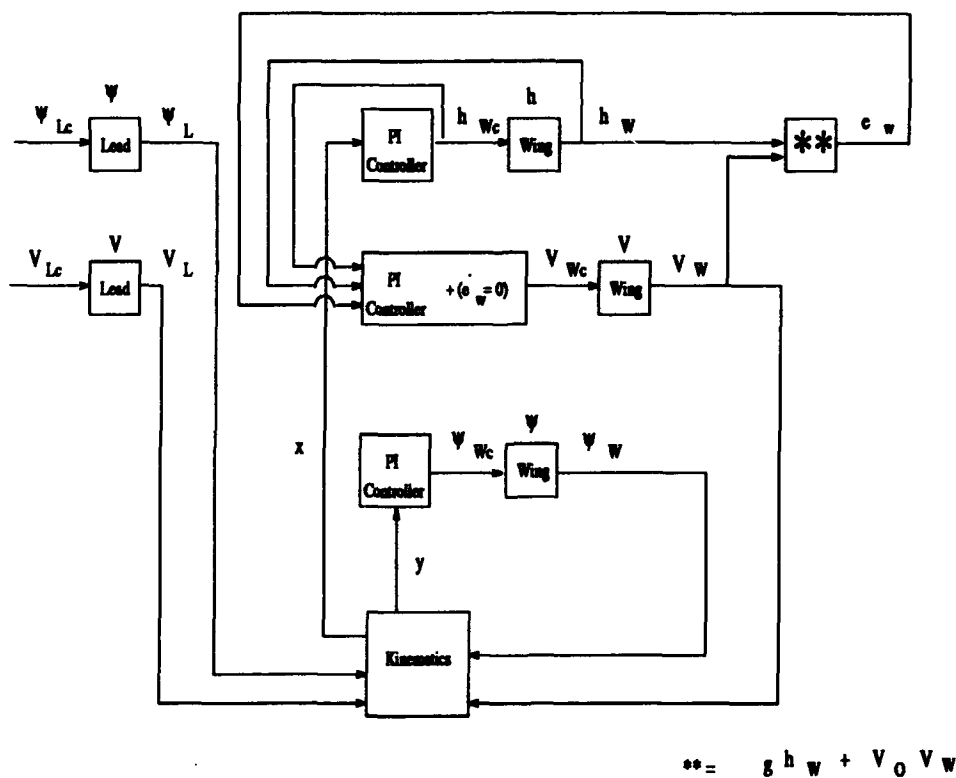 h
Ψ
Ψ Lc
Lead
Ψ L
PI
Controller
h Wc
Wing
h W
**
e w
V
V Lc
Lead
V L
PI
Controller
+ (ė w = 0)
V Wc
V
Wing
V W
x
PI
Controller
Ψ Wc
Ψ
Wing
Ψ W
y
Kinematics
** = g h W + V O V W